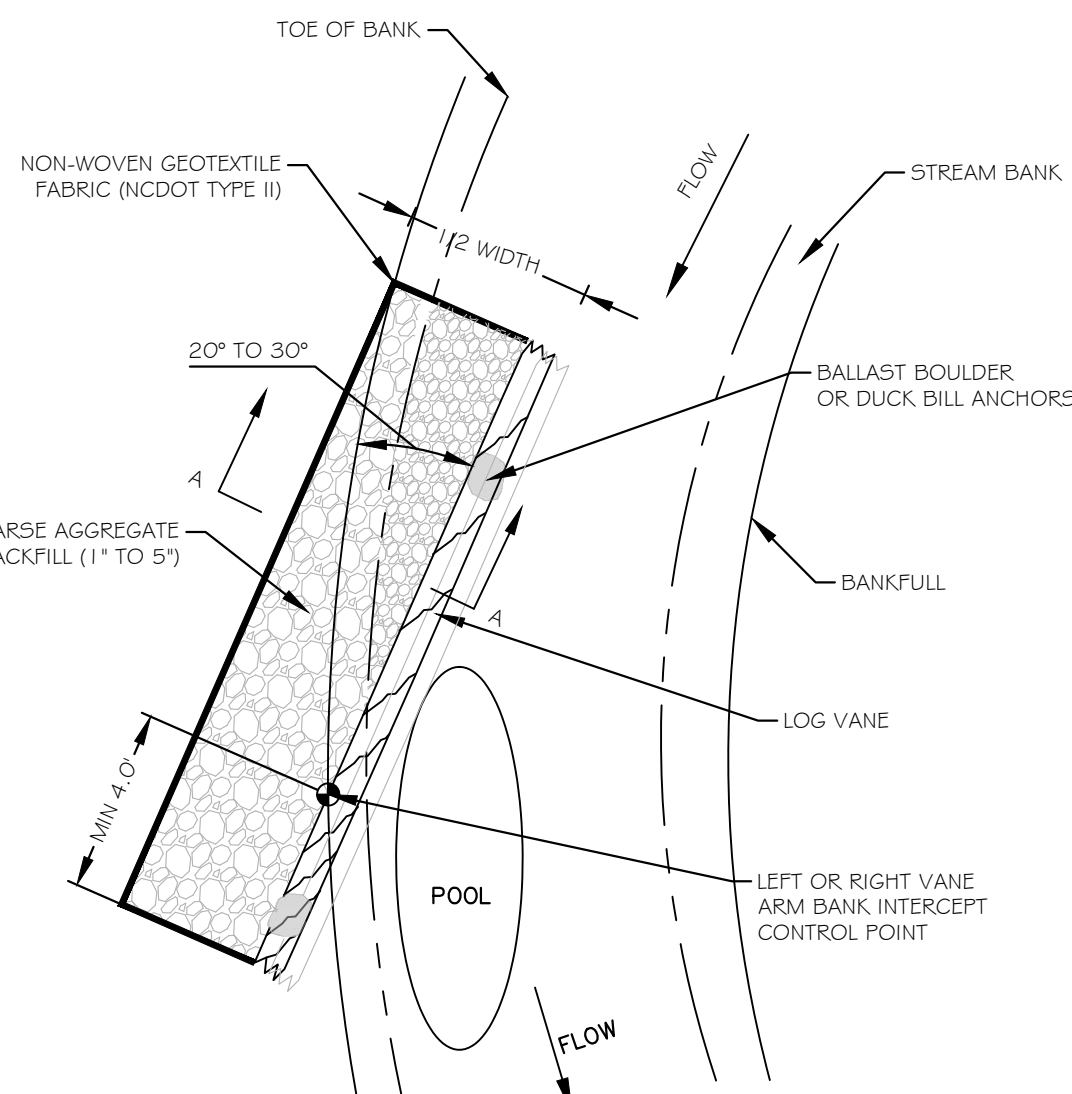 TOE OF BANK
NON-WOVEN GEOTEXTILE
FABRIC (NCDOT TYPE II)
FLOW
STREAM BANK
1/2 WIDTH
20° TO 30°
BALLAST BOULDER
OR DUCK BILL ANCHORS
A
ARSE AGGREGATE
ACKFILL (1" TO 5")
BANKFULL
A
LOG VANE
MIN 4.0'
POOL
LEFT OR RIGHT VANE
ARM BANK INTERCEPT
CONTROL POINT
FLOW